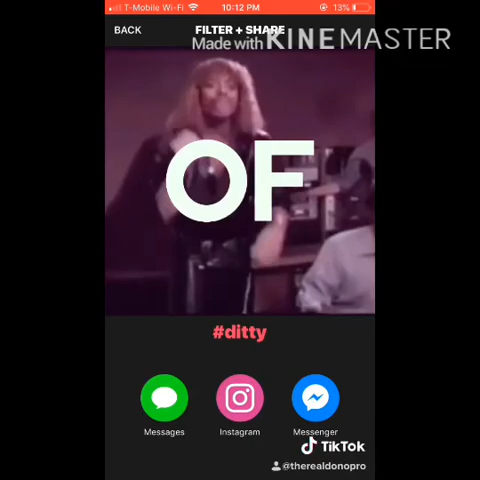 T-Mobile Wi-Fi 10:12 PM 13%
BACK FILTER + SHARE
Made with KINEMASTER
OF
#ditty
Messages Instagram Messenger
TikTok
@therealdonopro